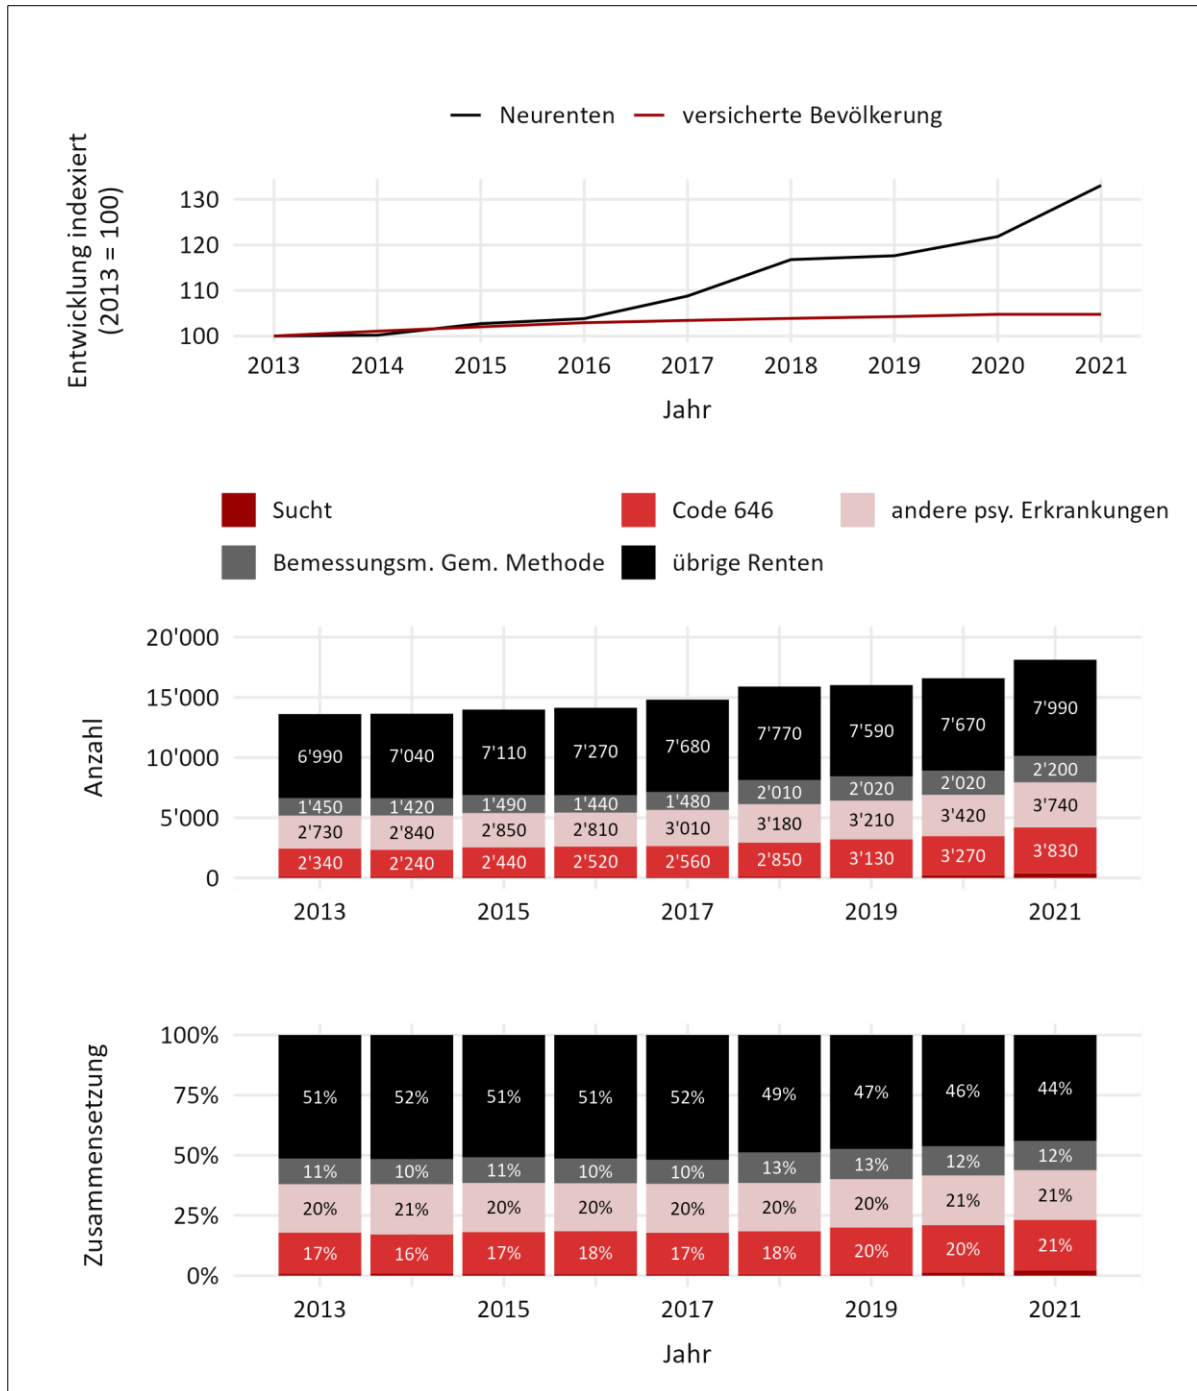 Neurenten versicherte Bevölkerung
Entwicklung indexiert
(2013 = 100)
130
120
110
100
2013 2014 2015 2016 2017 2018 2019 2020 2021
Jahr
Sucht Code 646 andere psy. Erkrankungen
Bemessungsm. Gem. Methode übrige Renten
Anzahl
20'000
15'000
10'000
5'000
0
6'990 7'040 7'110 7'270 7'680 7'770 7'590 7'670 7'990
1'450 1'420 1'490 1'440 1'480 2'010 2'020 2'020 2'200
2'730 2'840 2'850 2'810 3'010 3'180 3'210 3'420 3'740
2'340 2'240 2'440 2'520 2'560 2'850 3'130 3'270 3'830
2013 2015 2017 2019 2021
Zusammensetzung
100%
75%
50%
25%
0%
51% 52% 51% 51% 52% 49% 47% 46% 44%
11% 10% 11% 10% 10% 13% 13% 12% 12%
20% 21% 20% 20% 20% 20% 20% 21% 21%
17% 16% 17% 18% 17% 18% 20% 20% 21%
2013 2015 2017 2019 2021
Jahr